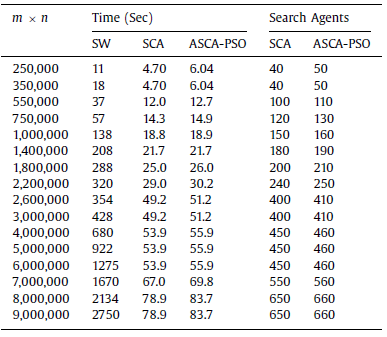 m × n Time (Sec) Search Agents
SW SCA ASCA-PSO SCA ASCA-PSO
250,000 11 4.70 6.04 40 50
350,000 18 4.70 6.04 40 50
550,000 37 12.0 12.7 100 110
750,000 57 14.3 14.9 120 130
1,000,000 138 18.8 18.9 150 160
1,400,000 208 21.7 21.7 180 190
1,800,000 288 25.0 26.0 200 210
2,200,000 320 29.0 30.2 240 250
2,600,000 354 49.2 51.2 400 410
3,000,000 428 49.2 51.2 400 410
4,000,000 680 53.9 55.9 450 460
5,000,000 922 53.9 55.9 450 460
6,000,000 1275 53.9 55.9 450 460
7,000,000 1670 67.0 69.8 550 560
8,000,000 2134 78.9 83.7 650 660
9,000,000 2750 78.9 83.7 650 660